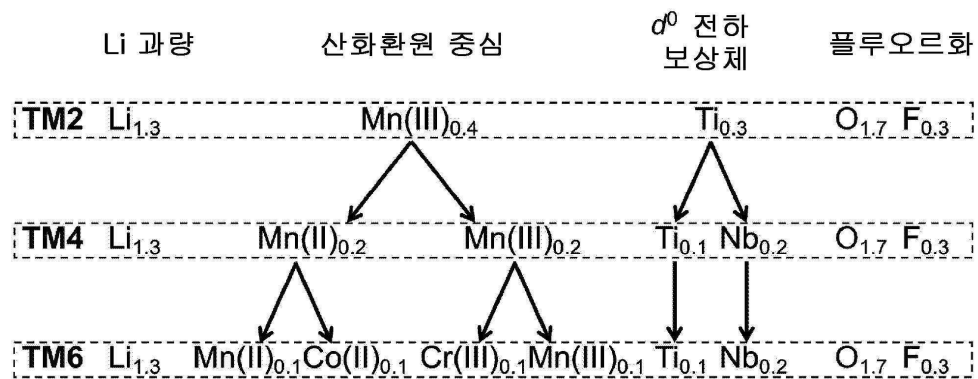 Li 과량 산화환원 중심 d⁰ 전하 보상체 플루오르화
TM2 Li₁.₃ Mn(III)₀.₄ Ti₀.₃ O₁.₇ F₀.₃
TM4 Li₁.₃ Mn(II)₀.₂ Mn(III)₀.₂ Ti₀.₁ Nb₀.₂ O₁.₇ F₀.₃
TM6 Li₁.₃ Mn(II)₀.₁ Co(II)₀.₁ Cr(III)₀.₁ Mn(III)₀.₁ Ti₀.₁ Nb₀.₂ O₁.₇ F₀.₃